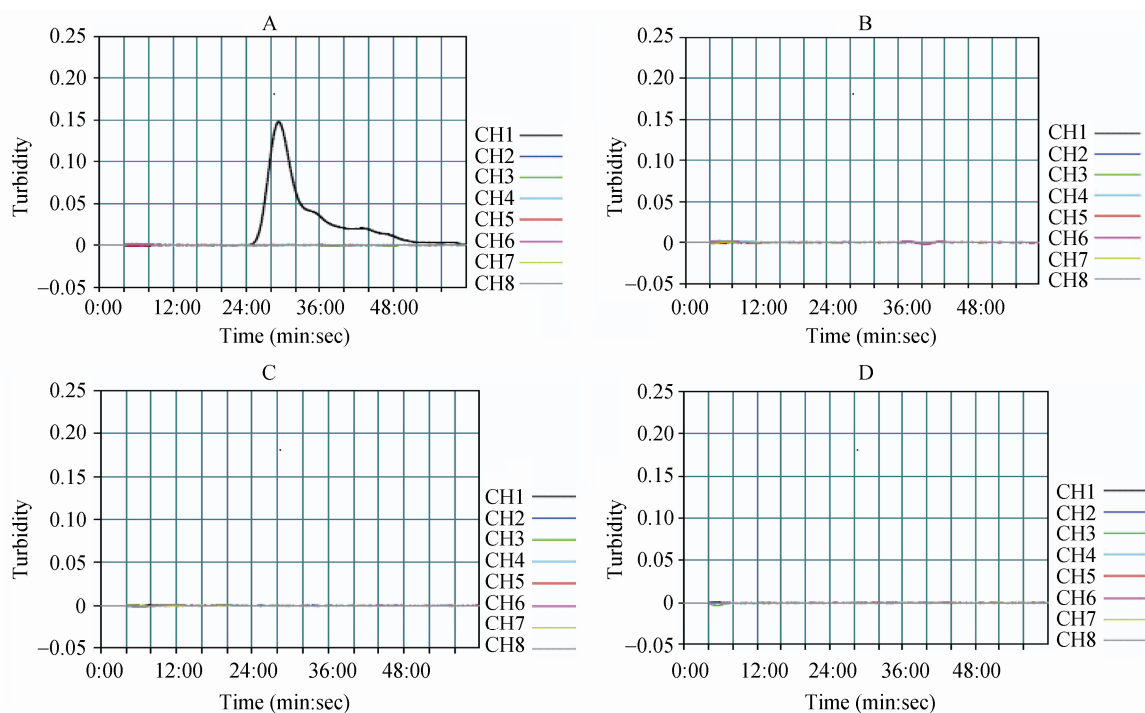 A
0.25
0.20
0.15
0.10
0.05
0
−0.05
Turbidity
0:00 12:00 24:00 36:00 48:00
Time (min:sec)
CH1
CH2
CH3
CH4
CH5
CH6
CH7
CH8
B
0.25
0.20
0.15
0.10
0.05
0
−0.05
Turbidity
0:00 12:00 24:00 36:00 48:00
Time (min:sec)
CH1
CH2
CH3
CH4
CH5
CH6
CH7
CH8
C
0.25
0.20
0.15
0.10
0.05
0
−0.05
Turbidity
0:00 12:00 24:00 36:00 48:00
Time (min:sec)
CH1
CH2
CH3
CH4
CH5
CH6
CH7
CH8
D
0.25
0.20
0.15
0.10
0.05
0
−0.05
Turbidity
0:00 12:00 24:00 36:00 48:00
Time (min:sec)
CH1
CH2
CH3
CH4
CH5
CH6
CH7
CH8